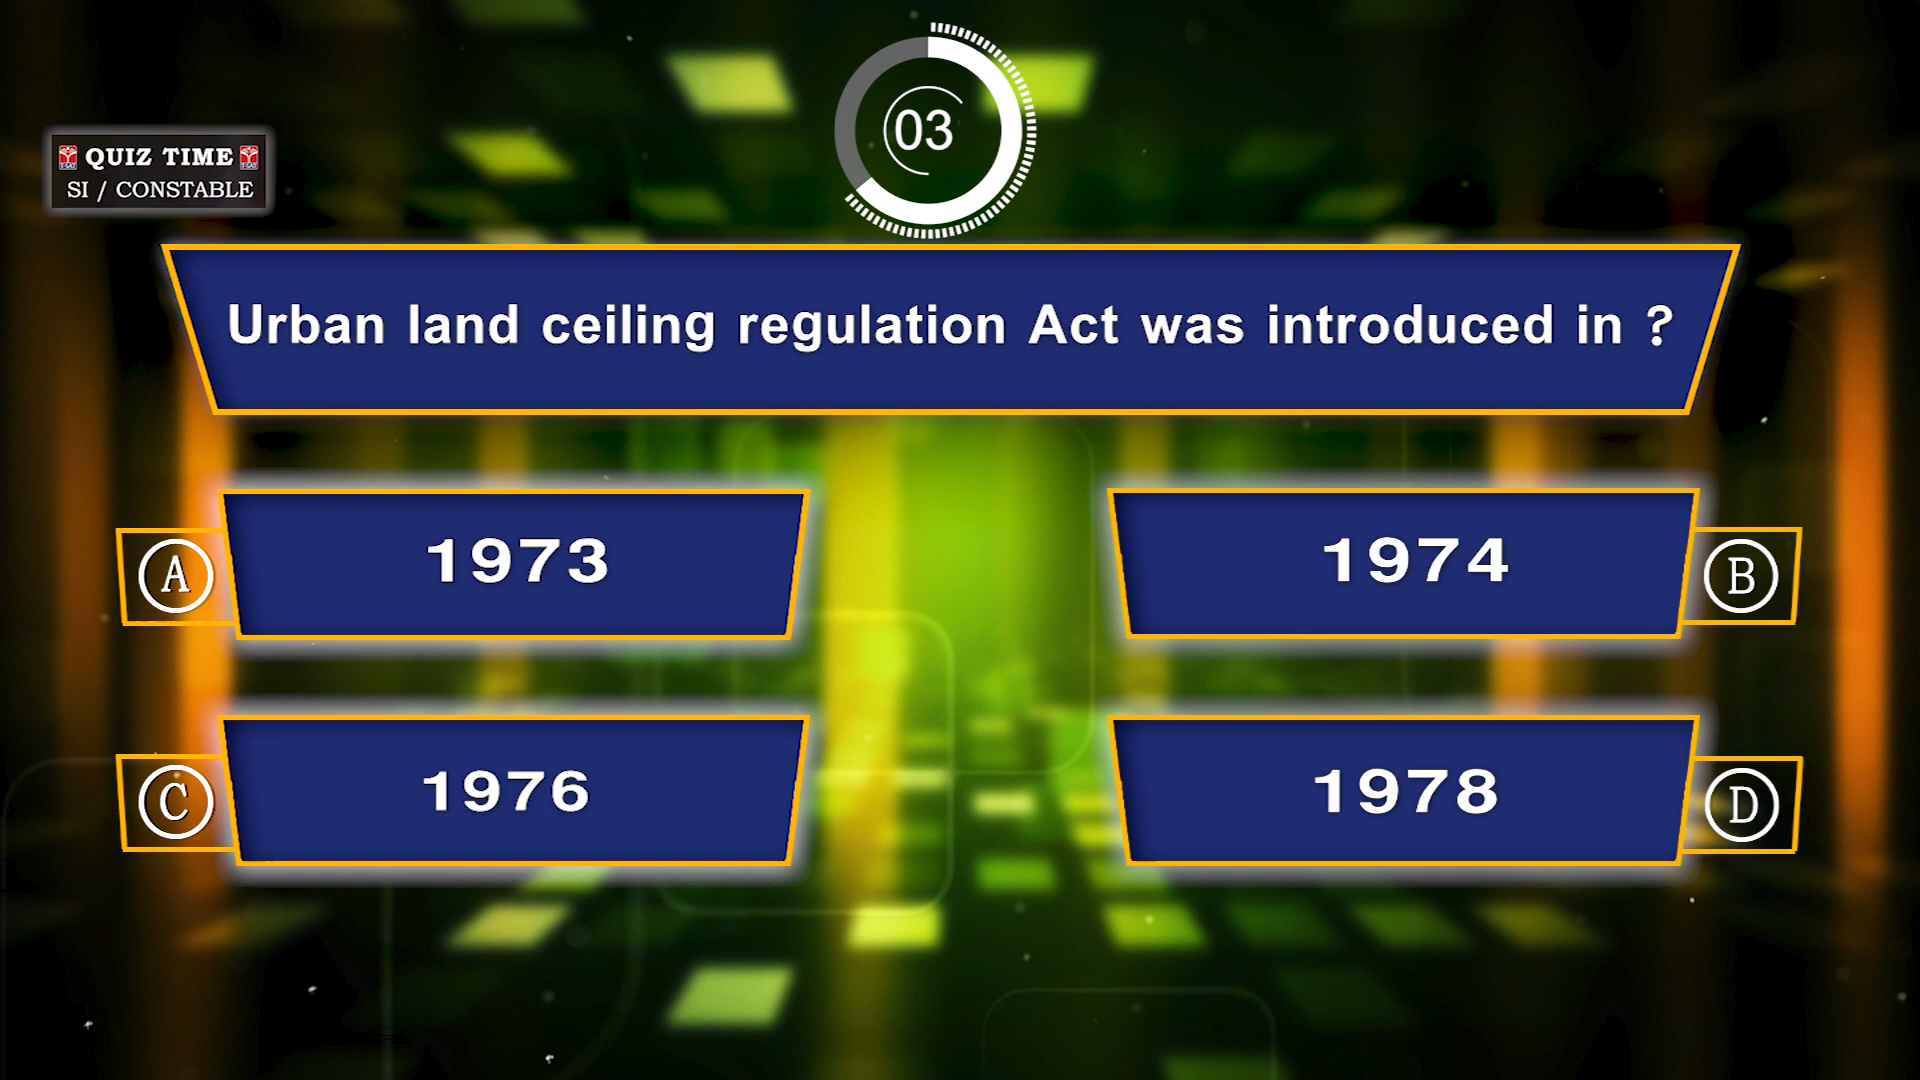 03
QUIZ TIME
SI / CONSTABLE
Urban land ceiling regulation Act was introduced in ?
A 1973
1974 B
C 1976
1978 D